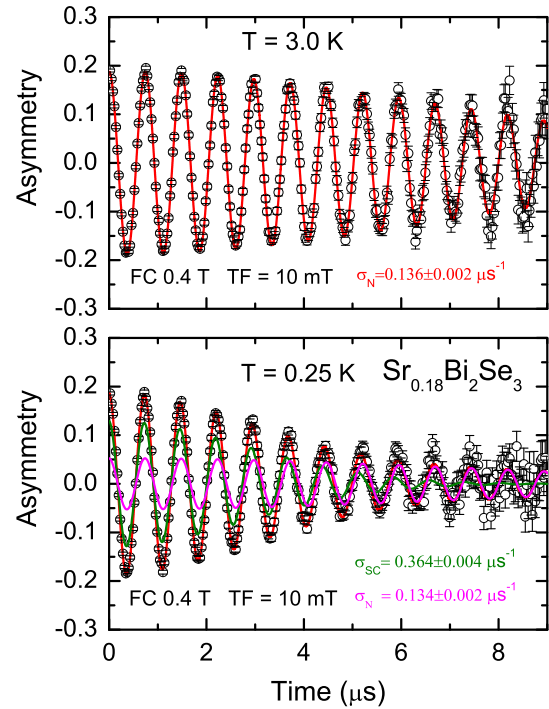 T = 3.0 K
0.3
0.2
0.1
0.0
-0.1
-0.2
-0.3
Asymmetry
FC 0.4 T TF = 10 mT
σN=0.136±0.002 μs-1
T = 0.25 K
Sr0.18Bi2Se3
0.3
0.2
0.1
0.0
-0.1
-0.2
-0.3
Asymmetry
σSC= 0.364±0.004 μs-1
FC 0.4 T TF = 10 mT
σN = 0.134±0.002 μs-1
0 2 4 6 8
Time (μs)